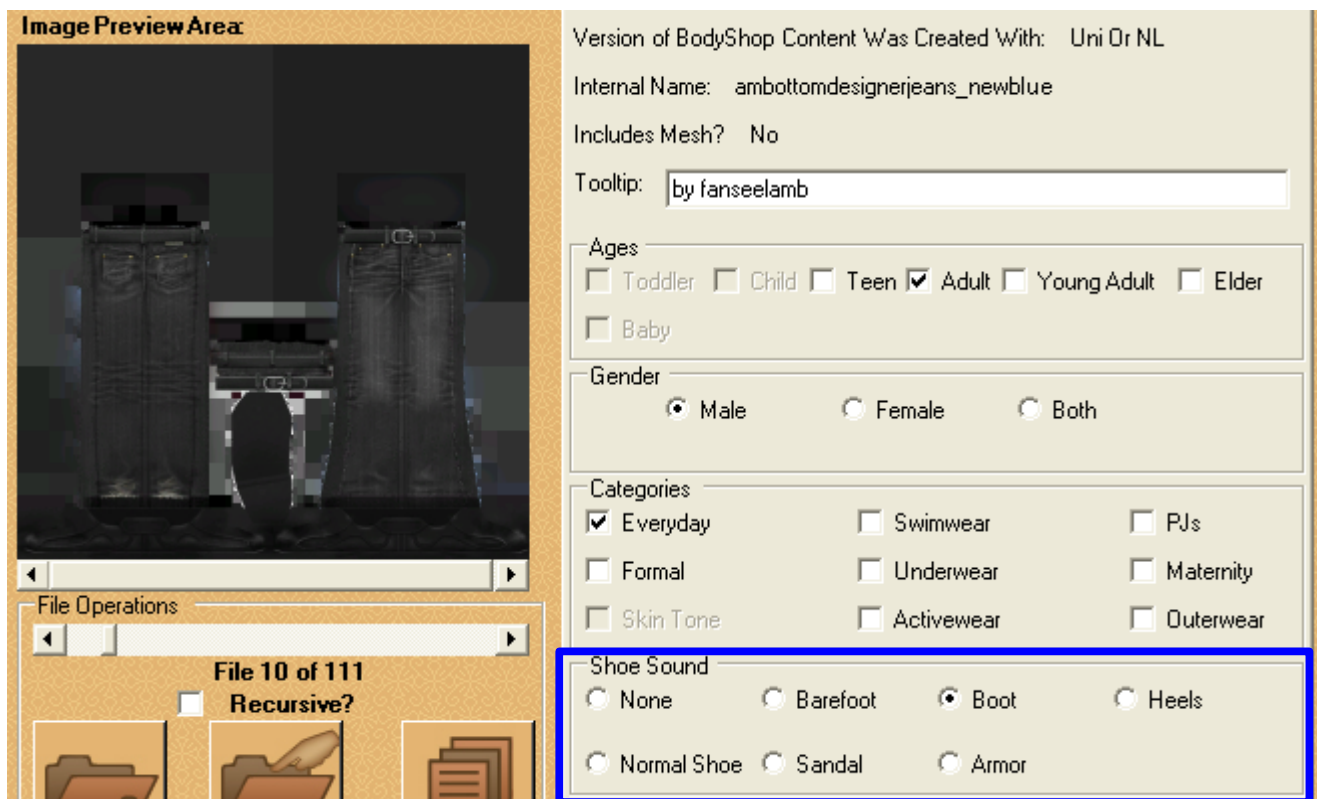 Image Preview Area:
Version of BodyShop Content Was Created With: Uni Or NL
Internal Name: ambottomdesignerjeans_newblue
Includes Mesh? No
Tooltip: by fanseelamb
Ages
Toddler Child Teen Adult Young Adult Elder
Baby
Gender
Male Female Both
Categories
Everyday Swimwear PJs
Formal Underwear Maternity
Skin Tone Activewear Outerwear
File Operations
File 10 of 111
Recursive?
Shoe Sound
None Barefoot Boot Heels
Normal Shoe Sandal Armor